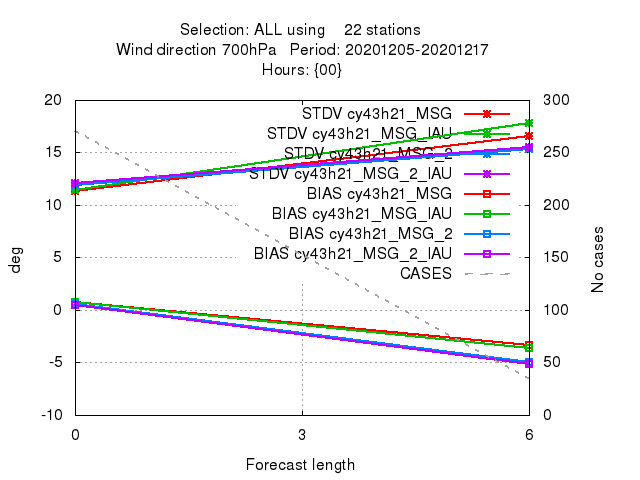 Selection: ALL using 22 stations
Wind direction 700hPa Period: 20201205-20201217
Hours: {00}
20 300
STDV cy43h21_MSG
STDV cy43h21_MSG_IAU
15 250
STDV cy43h21_MSG_2
STDV cy43h21_MSG_2_IAU
BIAS cy43h21_MSG
10 200
BIAS cy43h21_MSG_IAU
BIAS cy43h21_MSG_2
BIAS cy43h21_MSG_2_IAU
5 150
CASES
deg
No cases
0 100
-5 50
-10 0
0 3 6
Forecast length